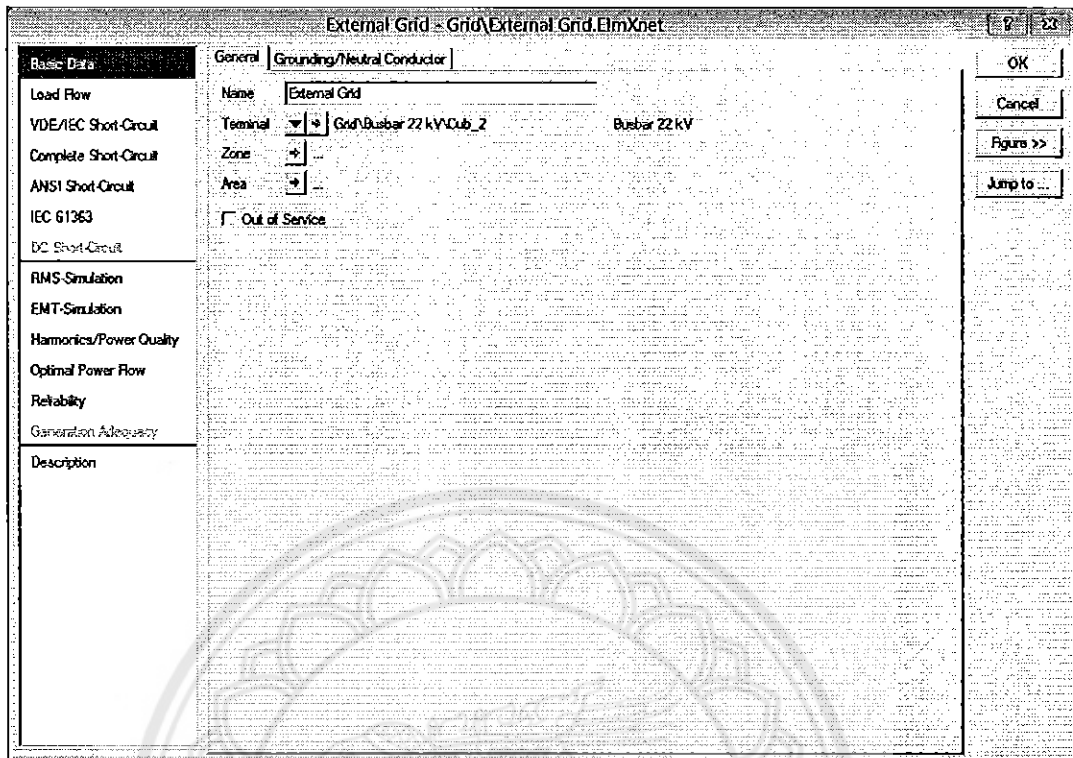 External Grid - Grid\External Grid.ElmXnet
? 
Basic Data
Load Flow
VDE/IEC Short-Circuit
Complete Short-Circuit
ANSI Short-Circuit
IEC 61363
DC Short-Circuit
RMS-Simulation
EMT-Simulation
Harmonics/Power Quality
Optimal Power Flow
Reliability
Generation Adequacy
Description
General Grounding/Neutral Conductor
Name External Grid
Terminal Grid\Busbar 22 kV\Cub_2 Busbar 22 kV
Zone ...
Area ...
Out of Service
OK
Cancel
Figure >>
Jump to ...